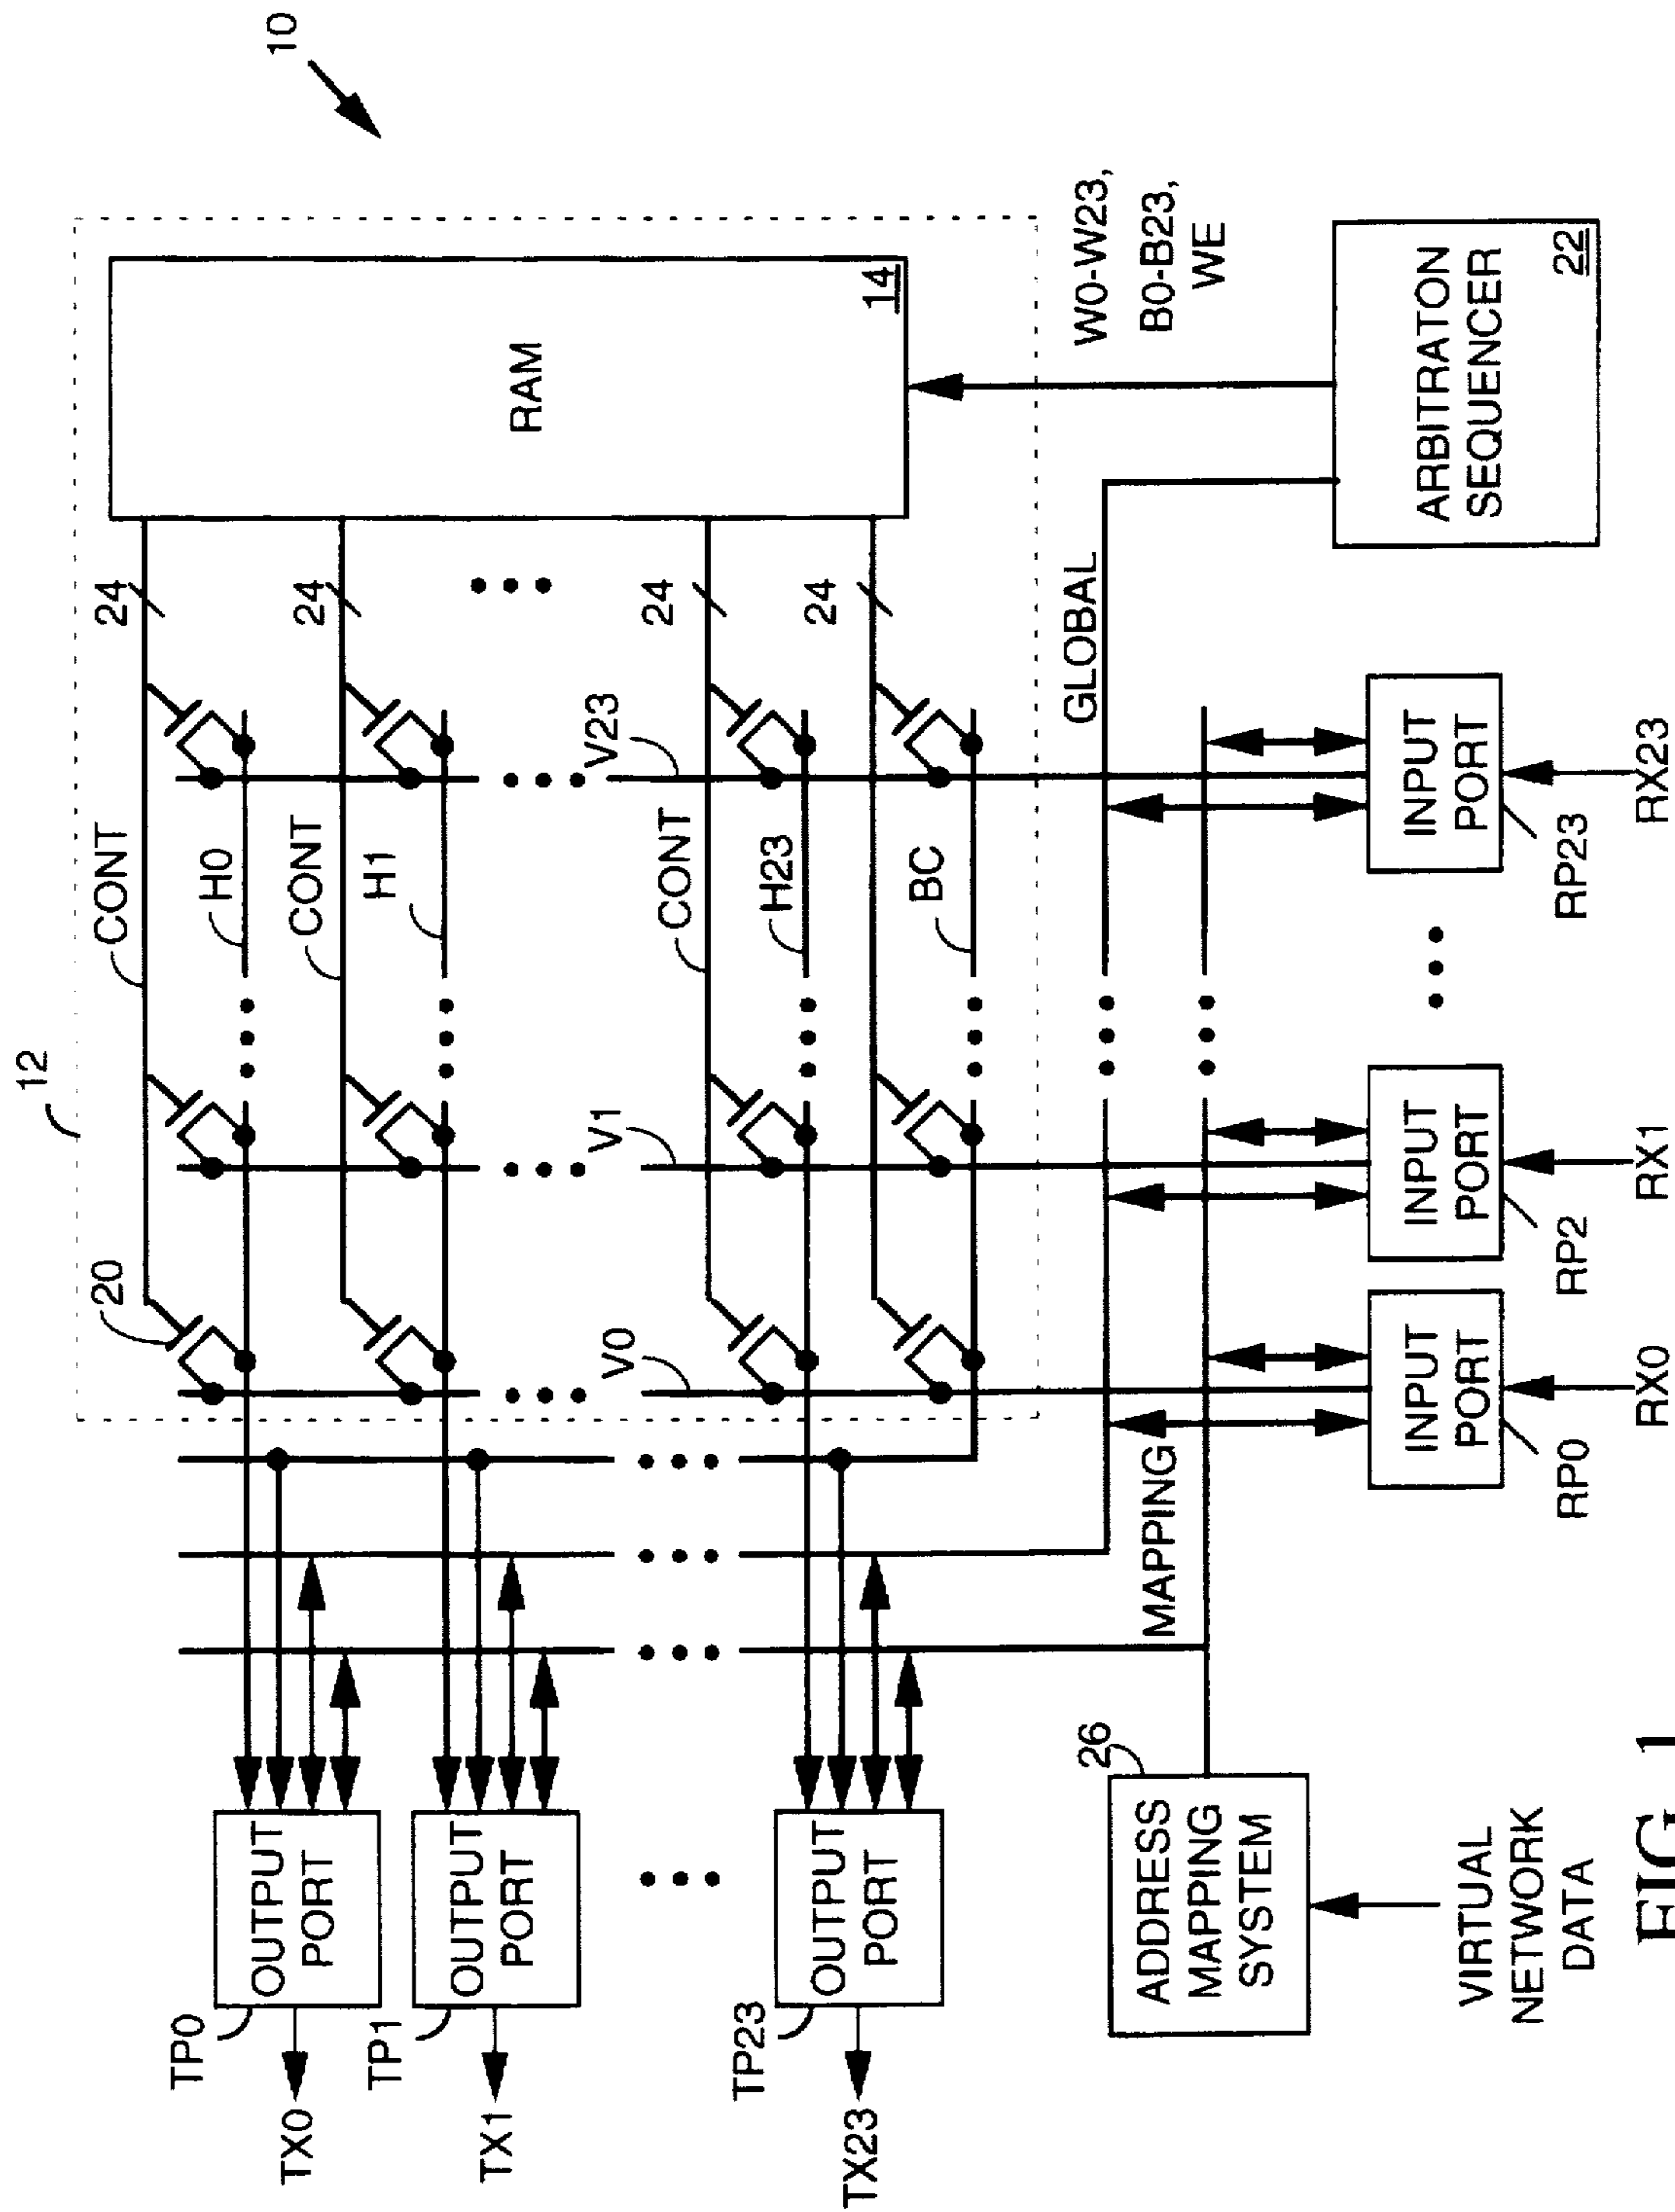 12
10
TP0
TX0
OUTPUT
PORT
20
CONT
24
H0
TP1
TX1
OUTPUT
PORT
CONT
24
H1
RAM
14
V0
V1
V23
TP23
TX23
OUTPUT
PORT
CONT
24
H23
24
BC
26
ADDRESS
MAPPING
SYSTEM
MAPPING
GLOBAL
W0-W23,
B0-B23,
WE
INPUT
PORT
INPUT
PORT
INPUT
PORT
ARBITRATON
SEQUENCER
22
VIRTUAL
NETWORK
DATA
RP0
RP2
RP23
RX0
RX1
RX23
FIG. 1